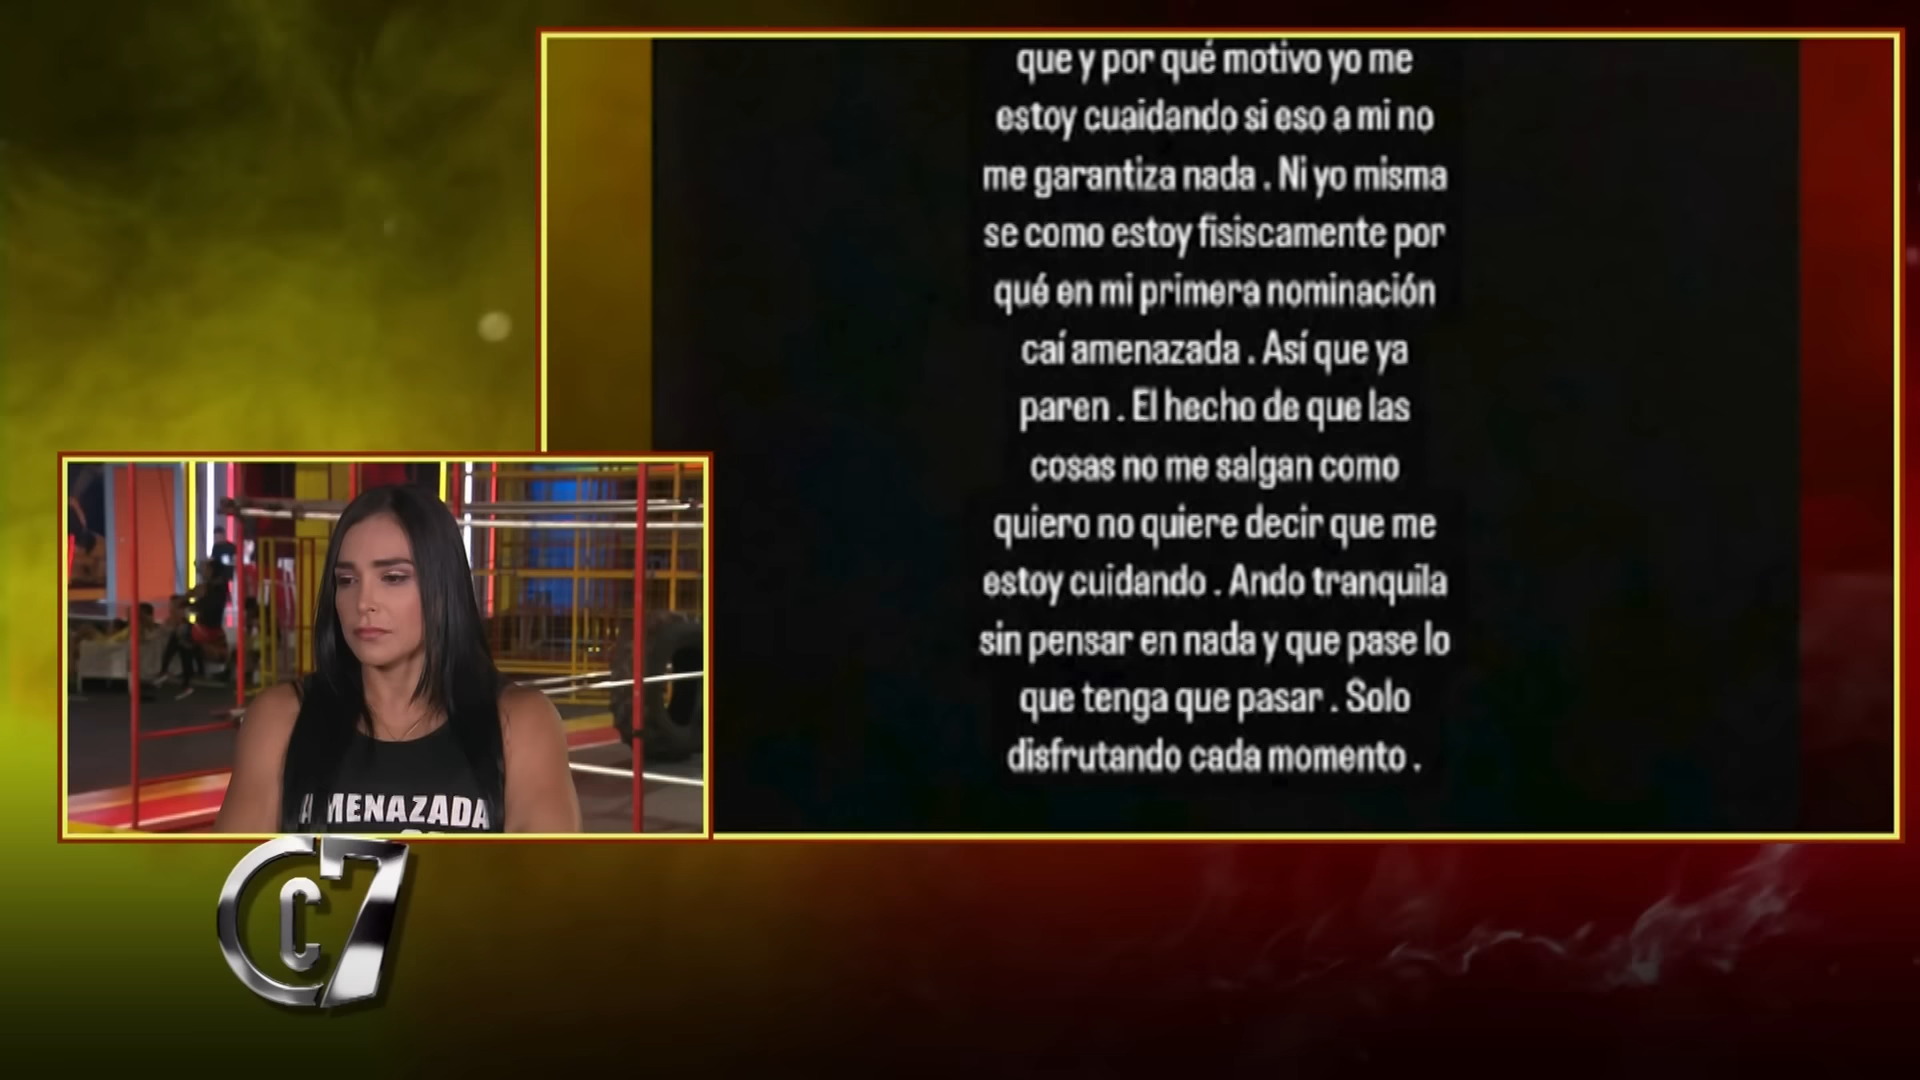 que y por qué motivo yo me
estoy cuaidando si eso a mi no
me garantiza nada . Ni yo misma
se como estoy fisiscamente por
qué en mi primera nominación
caí amenazada . Así que ya
paren . El hecho de que las
cosas no me salgan como
quiero no quiere decir que me
estoy cuidando . Ando tranquila
sin pensar en nada y que pase lo
que tenga que pasar . Solo
disfrutando cada momento .
AMENAZADA
CC7